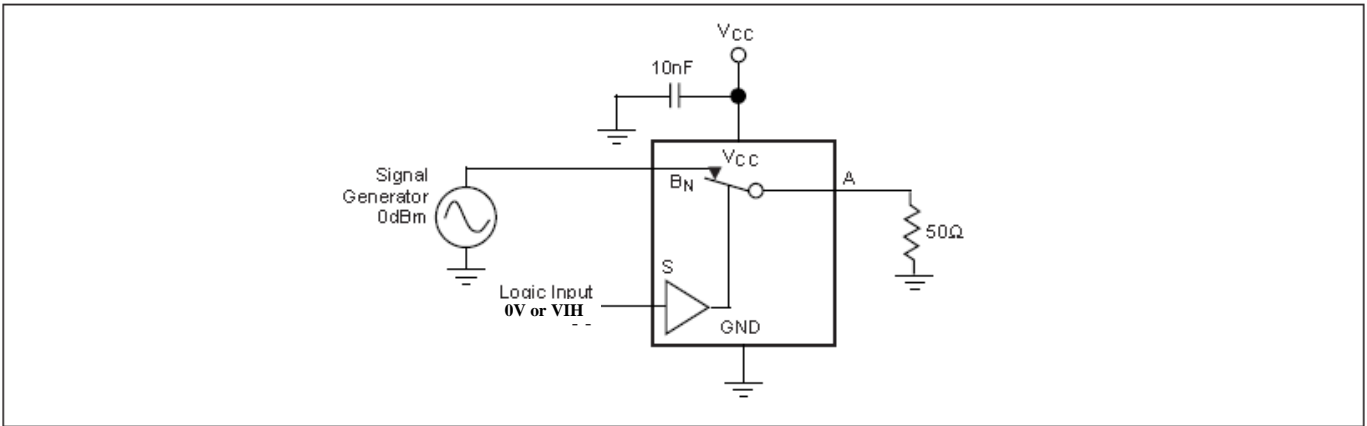 VCC
10nF
VCC
BN
A
Signal
Generator
0dBm
50Ω
S
Logic Input
0V or VIH
GND